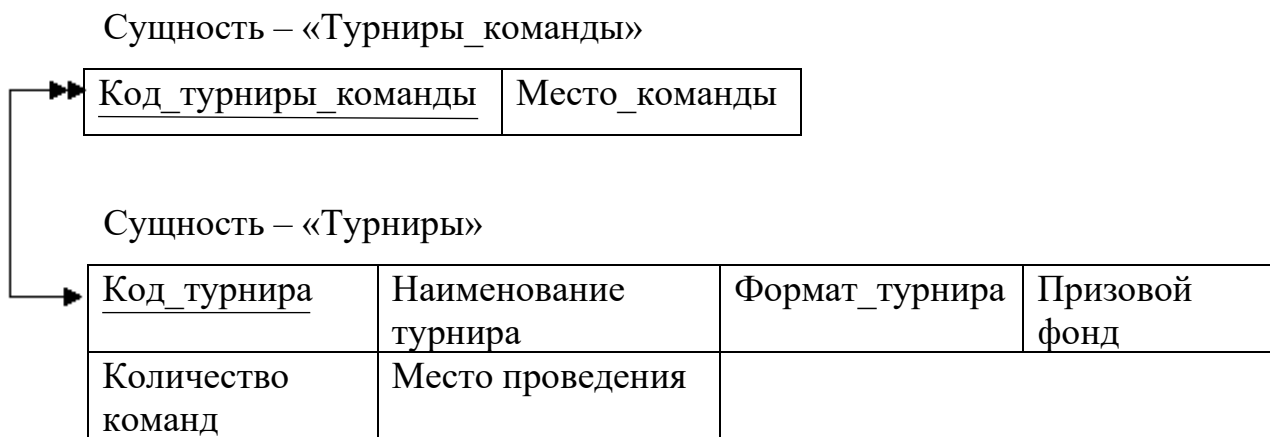 Сущность – «Турниры_команды»
Код_турниры_команды Место_команды
Сущность – «Турниры»
Код_турнира Наименование турнира Формат_турнира Призовой фонд
Количество команд Место проведения